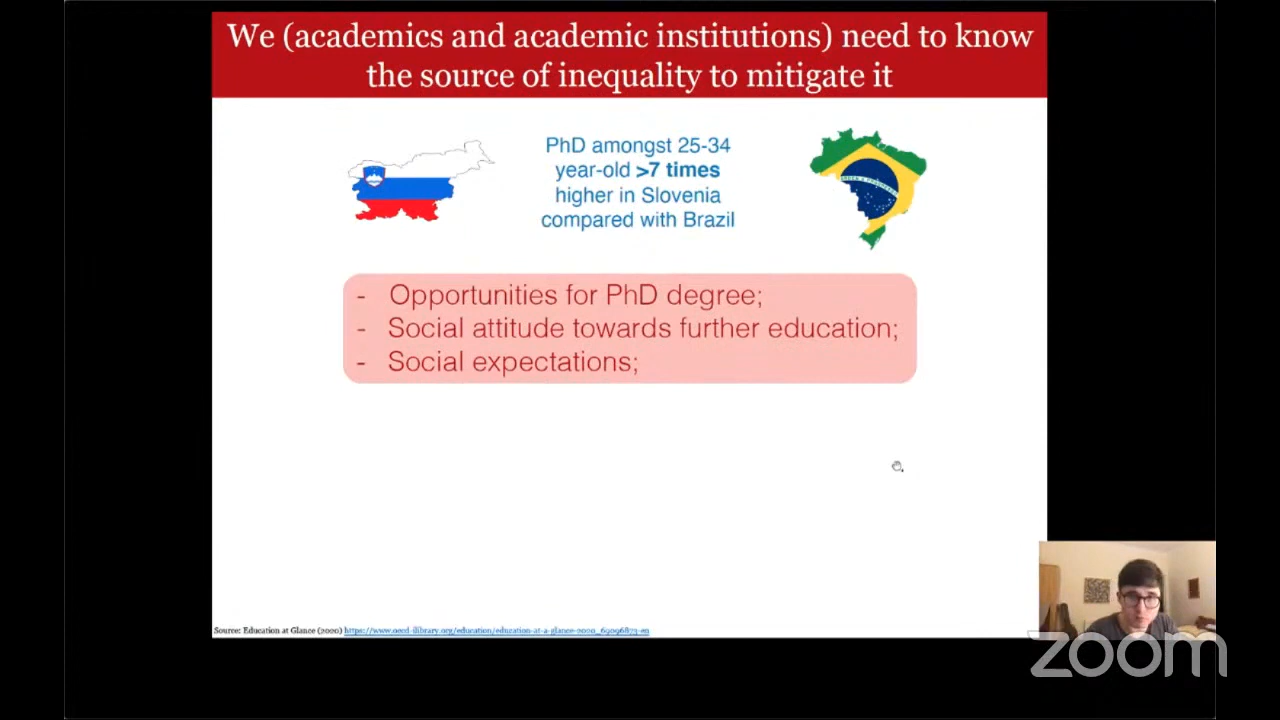 We (academics and academic institutions) need to know
the source of inequality to mitigate it
PhD amongst 25-34
year-old >7 times
higher in Slovenia
compared with Brazil
- Opportunities for PhD degree;
- Social attitude towards further education;
- Social expectations;
Source: Education at Glance (2020) https://www.oecd-ilibrary.org/education/education-at-a-glance-2020_69096873-en
zoom